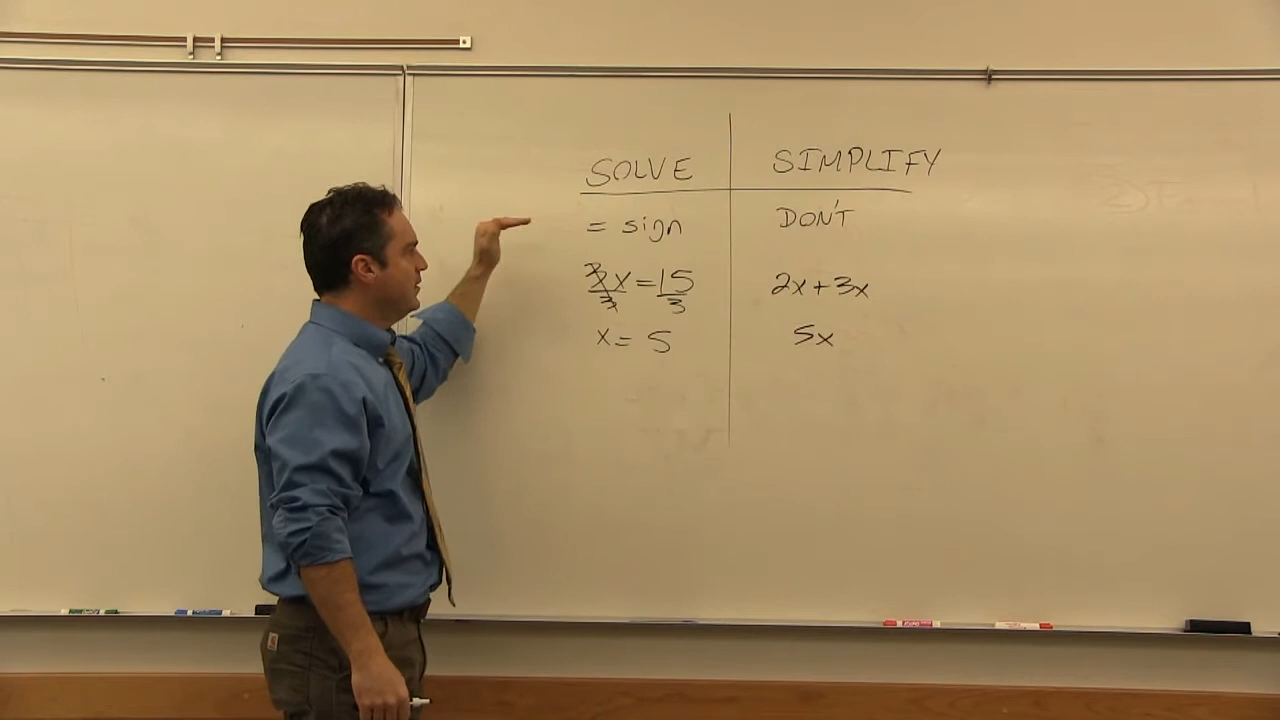 SOLVE
SIMPLIFY
= sign
DON'T
3x = 15
3 3
2x + 3x
x = 5
5x